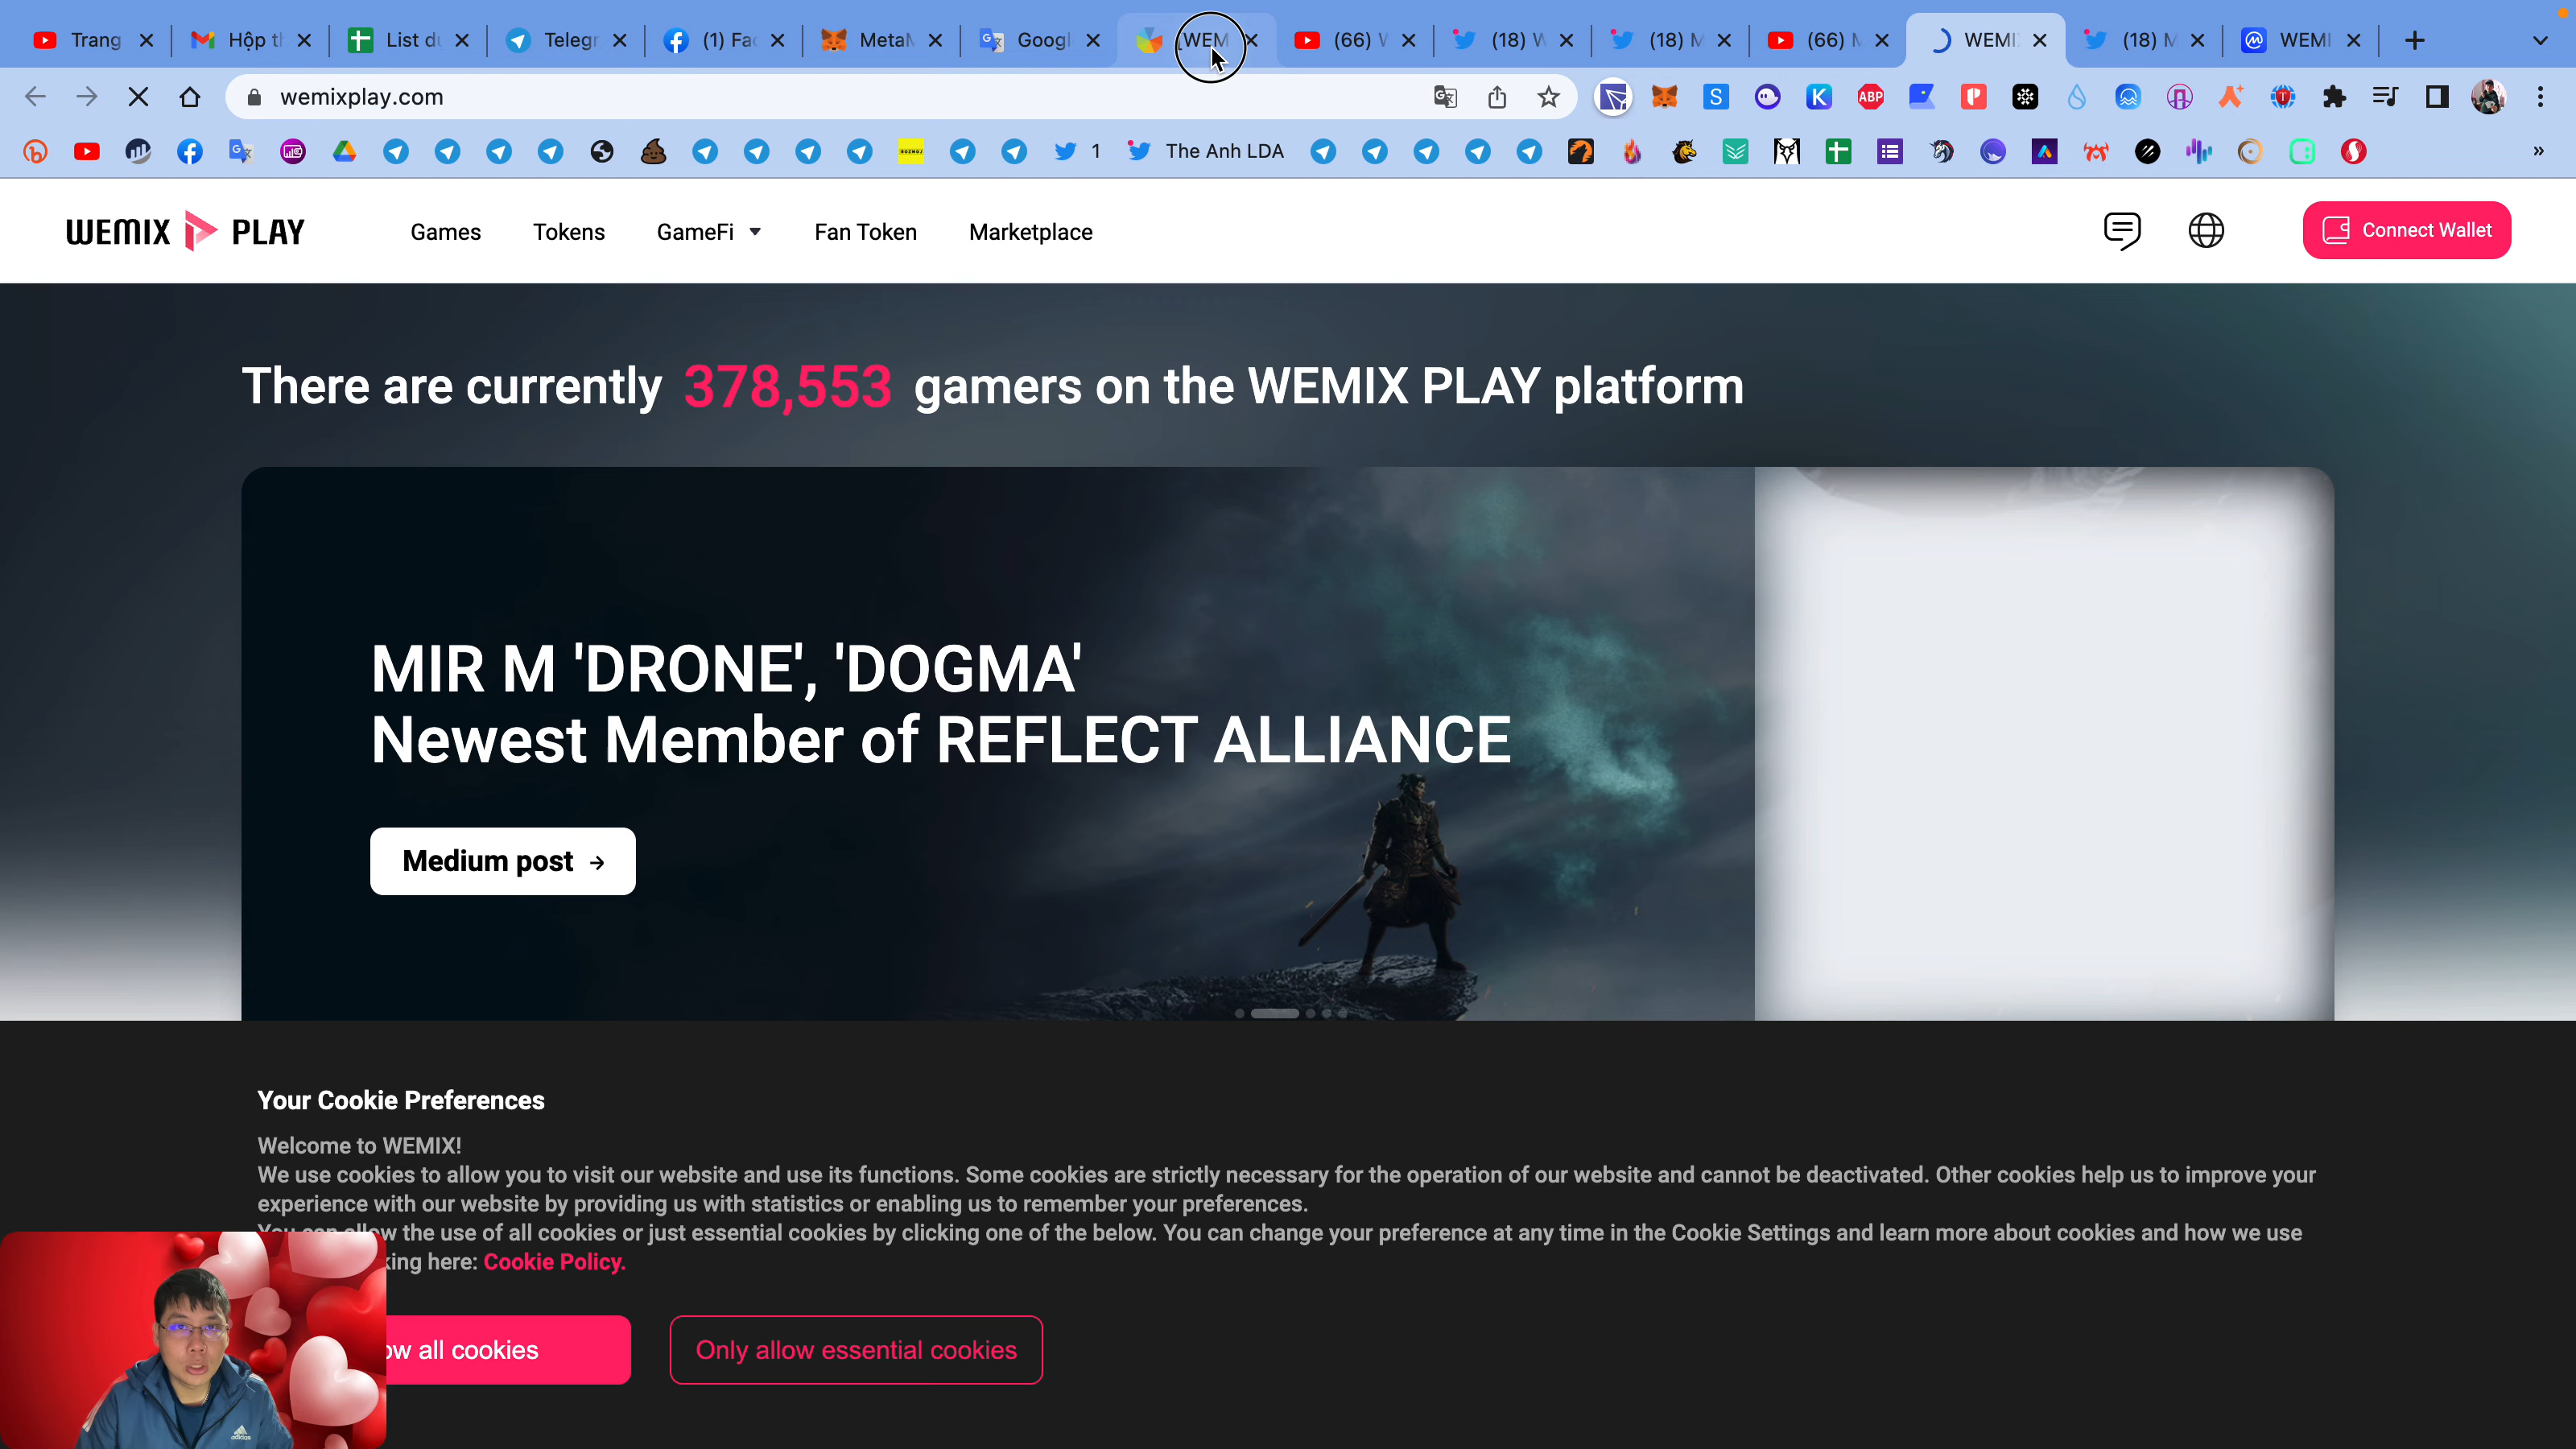 Trang
Hộp t
List d
Telegr
(1) Fac
Meta
Googl
[WEM
(66) V
(18) W
(18) M
(66) M
WEMI
(18) M
WEMI
wemixplay.com
1
The Anh LDA
WEMIX PLAY
Games
Tokens
GameFi
Fan Token
Marketplace
Connect Wallet
There are currently 378,553 gamers on the WEMIX PLAY platform
MIR M 'DRONE', 'DOGMA'
Newest Member of REFLECT ALLIANCE
Medium post →
Your Cookie Preferences
Welcome to WEMIX!
We use cookies to allow you to visit our website and use its functions. Some cookies are strictly necessary for the operation of our website and cannot be deactivated. Other cookies help us to improve your
experience with our website by providing us with statistics or enabling us to remember your preferences.
You can allow the use of all cookies or just essential cookies by clicking one of the below. You can change your preference at any time in the Cookie Settings and learn more about cookies and how we use
king here: Cookie Policy.
ow all cookies
Only allow essential cookies
adidas